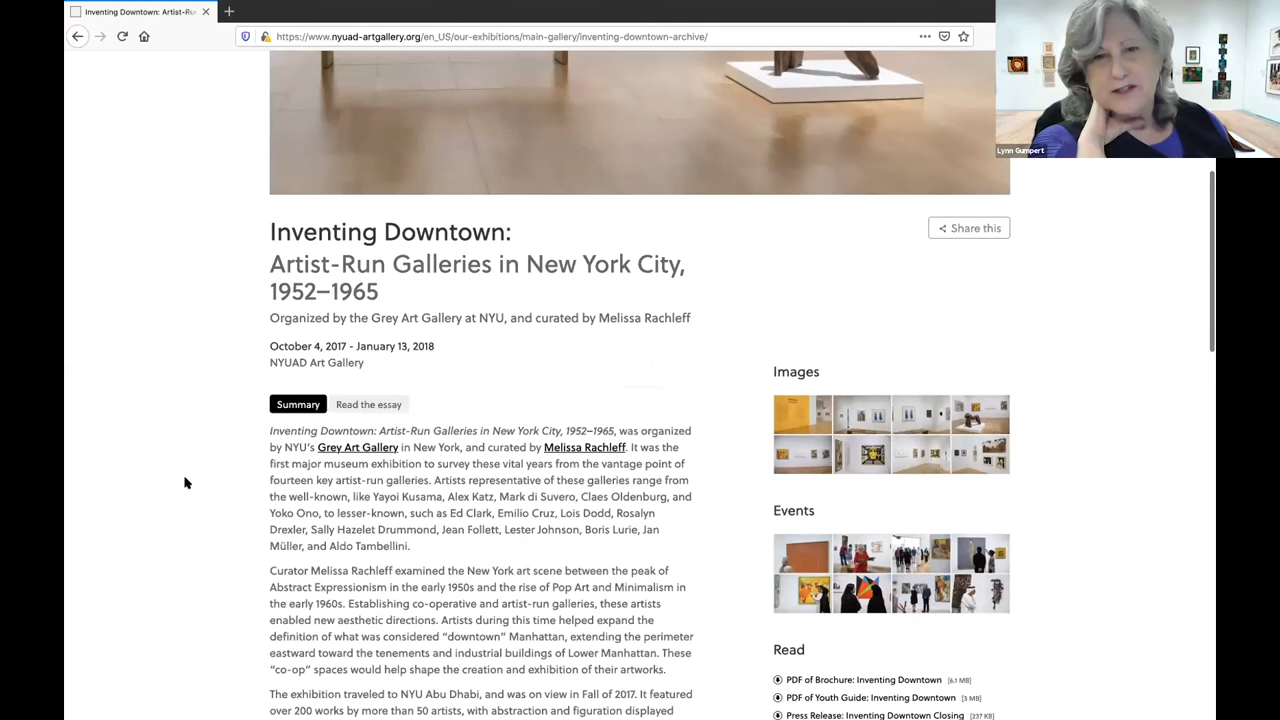 Inventing Downtown: Artist-Ru
https://www.nyuad-artgallery.org/en_US/our-exhibitions/main-gallery/inventing-downtown-archive/
Lynn Gumpert
Inventing Downtown:
Share this
Artist-Run Galleries in New York City,
1952–1965
Organized by the Grey Art Gallery at NYU, and curated by Melissa Rachleff
October 4, 2017 - January 13, 2018
NYUAD Art Gallery
Images
Summary
Read the essay
Inventing Downtown: Artist-Run Galleries in New York City, 1952–1965, was organized
by NYU's Grey Art Gallery in New York, and curated by Melissa Rachleff. It was the
first major museum exhibition to survey these vital years from the vantage point of
fourteen key artist-run galleries. Artists representative of these galleries range from
the well-known, like Yayoi Kusama, Alex Katz, Mark di Suvero, Claes Oldenburg, and
Yoko Ono, to lesser-known, such as Ed Clark, Emilio Cruz, Lois Dodd, Rosalyn
Drexler, Sally Hazelet Drummond, Jean Follett, Lester Johnson, Boris Lurie, Jan
Müller, and Aldo Tambellini.
Events
Curator Melissa Rachleff examined the New York art scene between the peak of
Abstract Expressionism in the early 1950s and the rise of Pop Art and Minimalism in
the early 1960s. Establishing co-operative and artist-run galleries, these artists
enabled new aesthetic directions. Artists during this time helped expand the
definition of what was considered “downtown” Manhattan, extending the perimeter
eastward toward the tenements and industrial buildings of Lower Manhattan. These
“co-op” spaces would help shape the creation and exhibition of their artworks.
The exhibition traveled to NYU Abu Dhabi, and was on view in Fall of 2017. It featured
over 200 works by more than 50 artists, with abstraction and figuration displayed
Read
PDF of Brochure: Inventing Downtown [6.1 MB]
PDF of Youth Guide: Inventing Downtown [3 MB]
Press Release: Inventing Downtown Closing [237 KB]